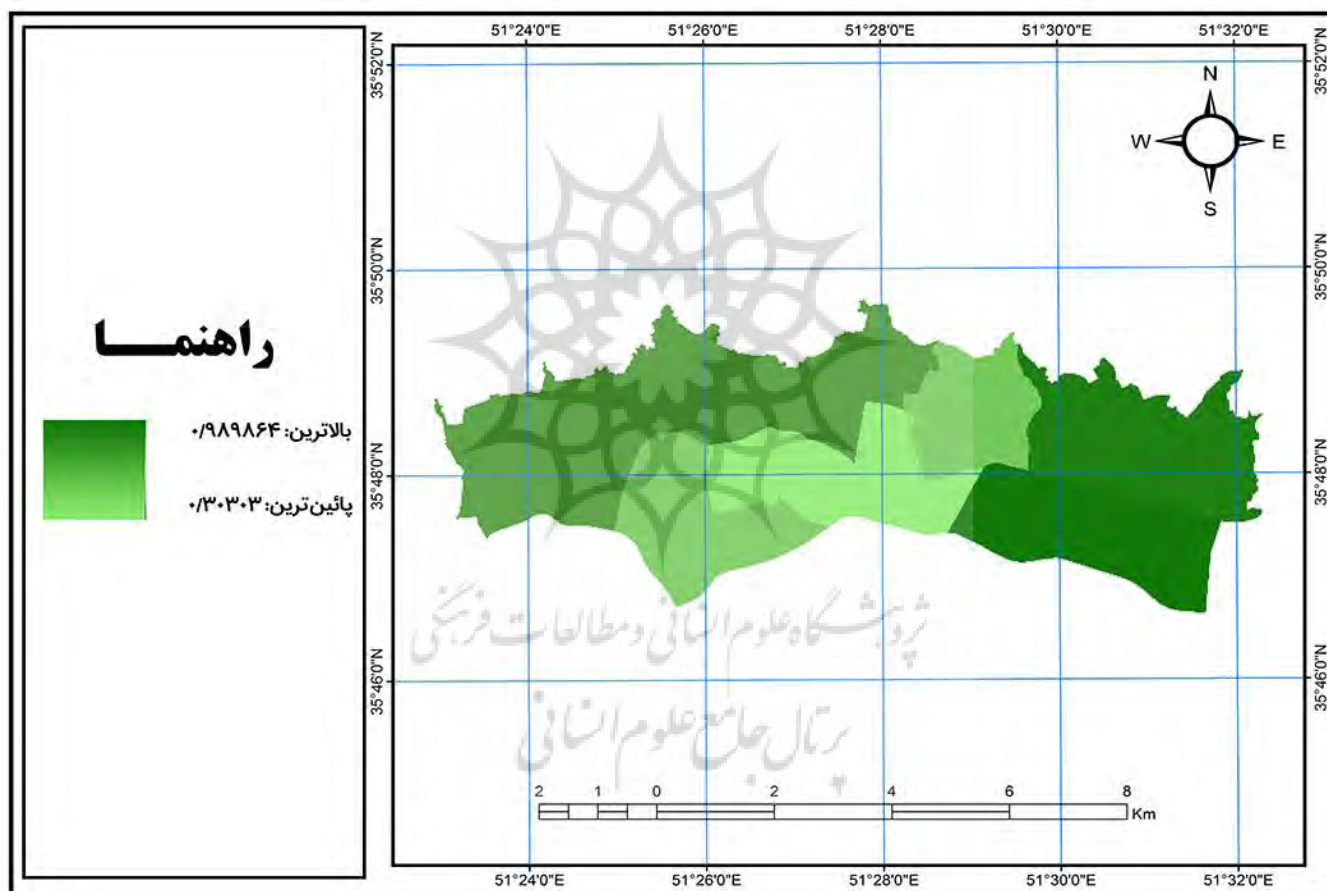 51°24'0"E 51°26'0"E 51°28'0"E 51°30'0"E 51°32'0"E
35°52'0"N 35°52'0"N
N
W E
S
35°50'0"N 35°50'0"N
راهنمـــــا
بالاترین: ۰/۹۸۹۸۶۴
پائین‌ترین: ۰/۳۰۳۰۳
35°48'0"N 35°48'0"N
پژوهشگاه علوم انسانی و مطالعات فرهنگی
35°46'0"N 35°46'0"N
پرتال جامع علوم انسانی
2 1 0 2 4 6 8
Km
51°24'0"E 51°26'0"E 51°28'0"E 51°30'0"E 51°32'0"E